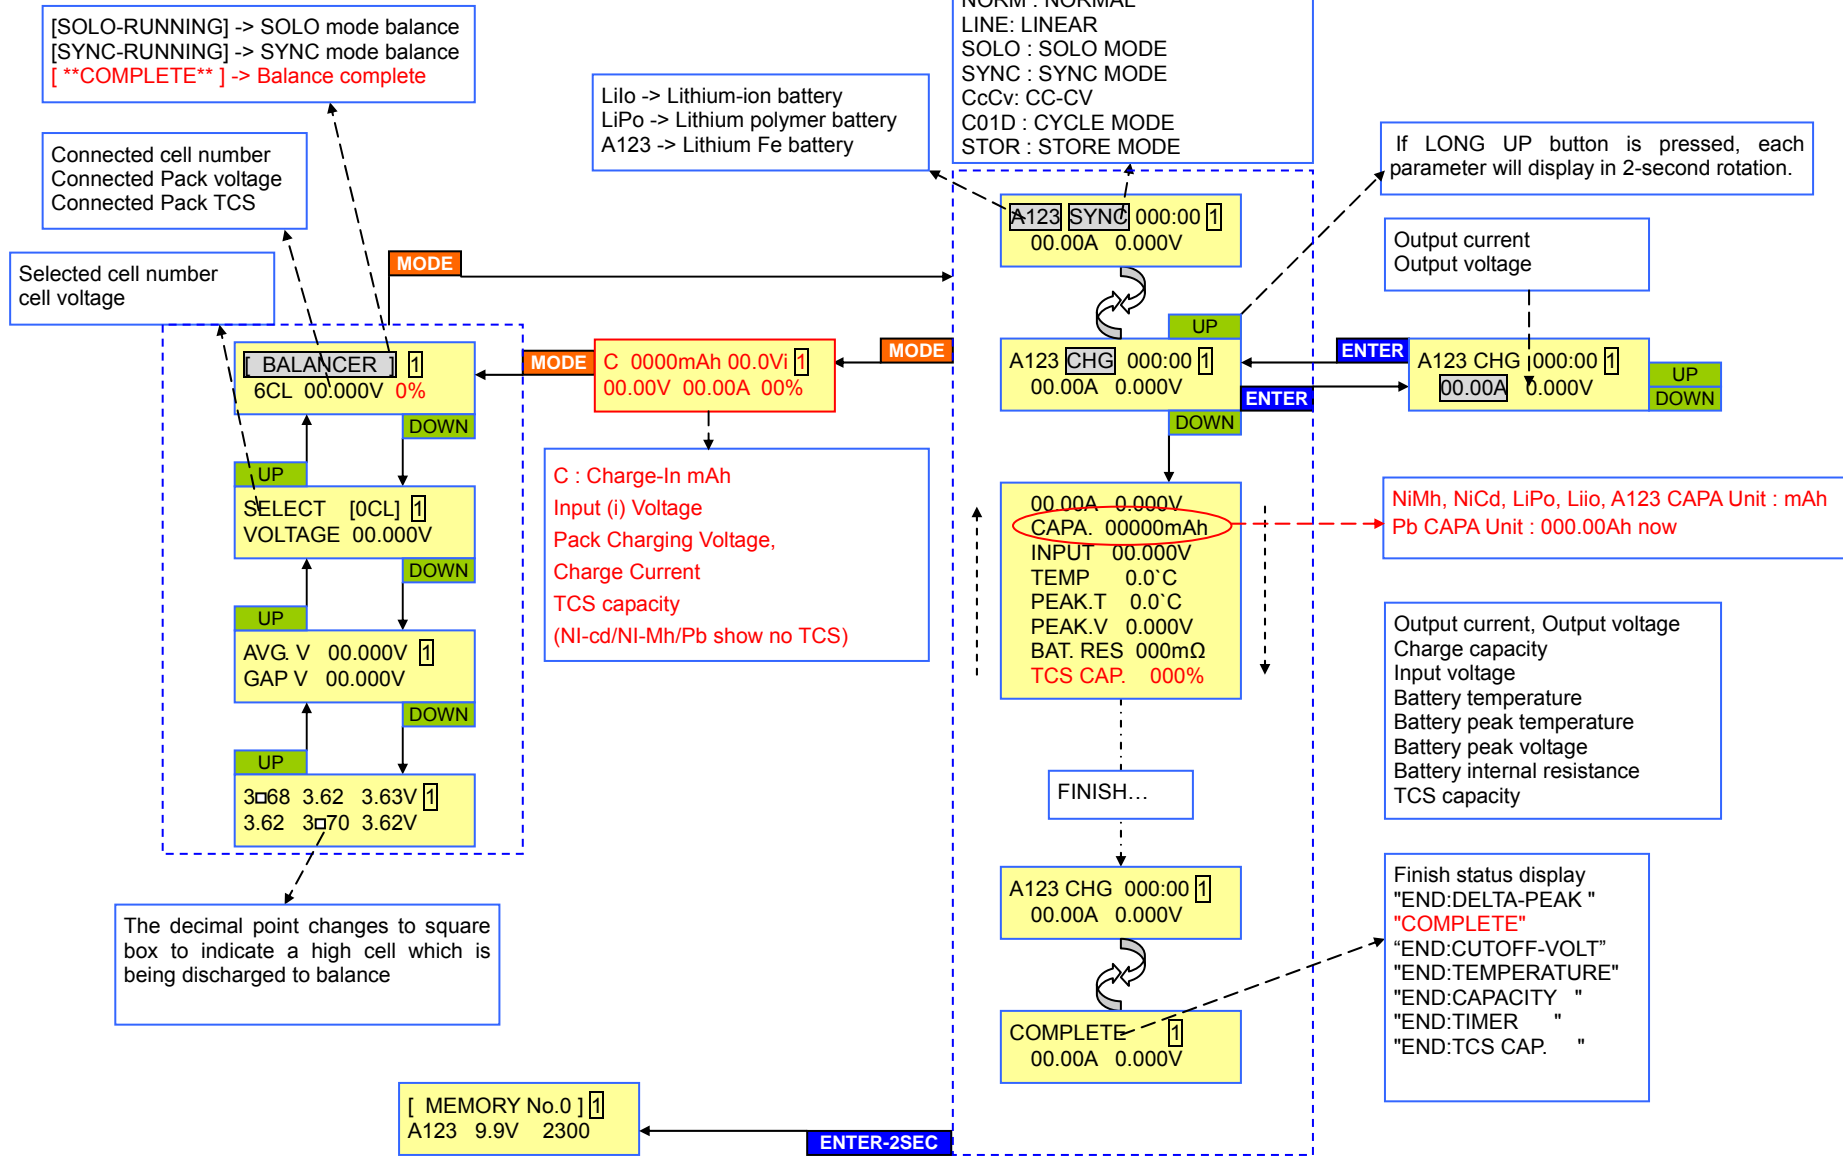 [SOLO-RUNNING] -> SOLO mode balance
[SYNC-RUNNING] -> SYNC mode balance
[ **COMPLETE** ] -> Balance complete
NORM : NORMAL
LINE: LINEAR
SOLO : SOLO MODE
SYNC : SYNC MODE
CcCv: CC-CV
C01D : CYCLE MODE
STOR : STORE MODE
LiIo -> Lithium-ion battery
LiPo -> Lithium polymer battery
A123 -> Lithium Fe battery
If LONG UP button is pressed, each
parameter will display in 2-second rotation.
Connected cell number
Connected Pack voltage
Connected Pack TCS
Selected cell number
cell voltage
A123 SYNC 000:00 1
00.00A 0.000V
Output current
Output voltage
MODE
UP
[ BALANCER ] 1
6CL 00.000V 0%
DOWN
MODE
C 0000mAh 00.0Vi 1
00.00V 00.00A 00%
MODE
A123 CHG 000:00 1
00.00A 0.000V
ENTER
ENTER
DOWN
A123 CHG 000:00 1
00.00A 0.000V
UP
DOWN
UP
SELECT [0CL] 1
VOLTAGE 00.000V
DOWN
C : Charge-In mAh
Input (i) Voltage
Pack Charging Voltage,
Charge Current
TCS capacity
(NI-cd/NI-Mh/Pb show no TCS)
00.00A 0.000V
CAPA. 00000mAh
INPUT 00.000V
TEMP 0.0`C
PEAK.T 0.0`C
PEAK.V 0.000V
BAT. RES 000mΩ
TCS CAP. 000%
NiMh, NiCd, LiPo, Liio, A123 CAPA Unit : mAh
Pb CAPA Unit : 000.00Ah now
UP
AVG. V 00.000V 1
GAP V 00.000V
DOWN
Output current, Output voltage
Charge capacity
Input voltage
Battery temperature
Battery peak temperature
Battery peak voltage
Battery internal resistance
TCS capacity
UP
3□68 3.62 3.63V 1
3.62 3□70 3.62V
FINISH…
The decimal point changes to square
box to indicate a high cell which is
being discharged to balance
A123 CHG 000:00 1
00.00A 0.000V
Finish status display
"END:DELTA-PEAK "
"COMPLETE"
“END:CUTOFF-VOLT”
"END:TEMPERATURE"
"END:CAPACITY "
"END:TIMER "
"END:TCS CAP. "
COMPLETE 1
00.00A 0.000V
[ MEMORY No.0 ] 1
A123 9.9V 2300
ENTER-2SEC